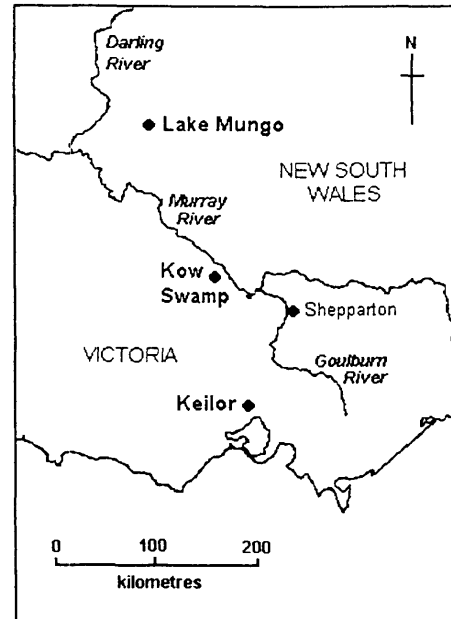 Darling
River
N
Lake Mungo
NEW SOUTH
WALES
Murray
River
Kow
Swamp
Shepparton
VICTORIA
Goulburn
River
Keilor
0 100 200
kilometres